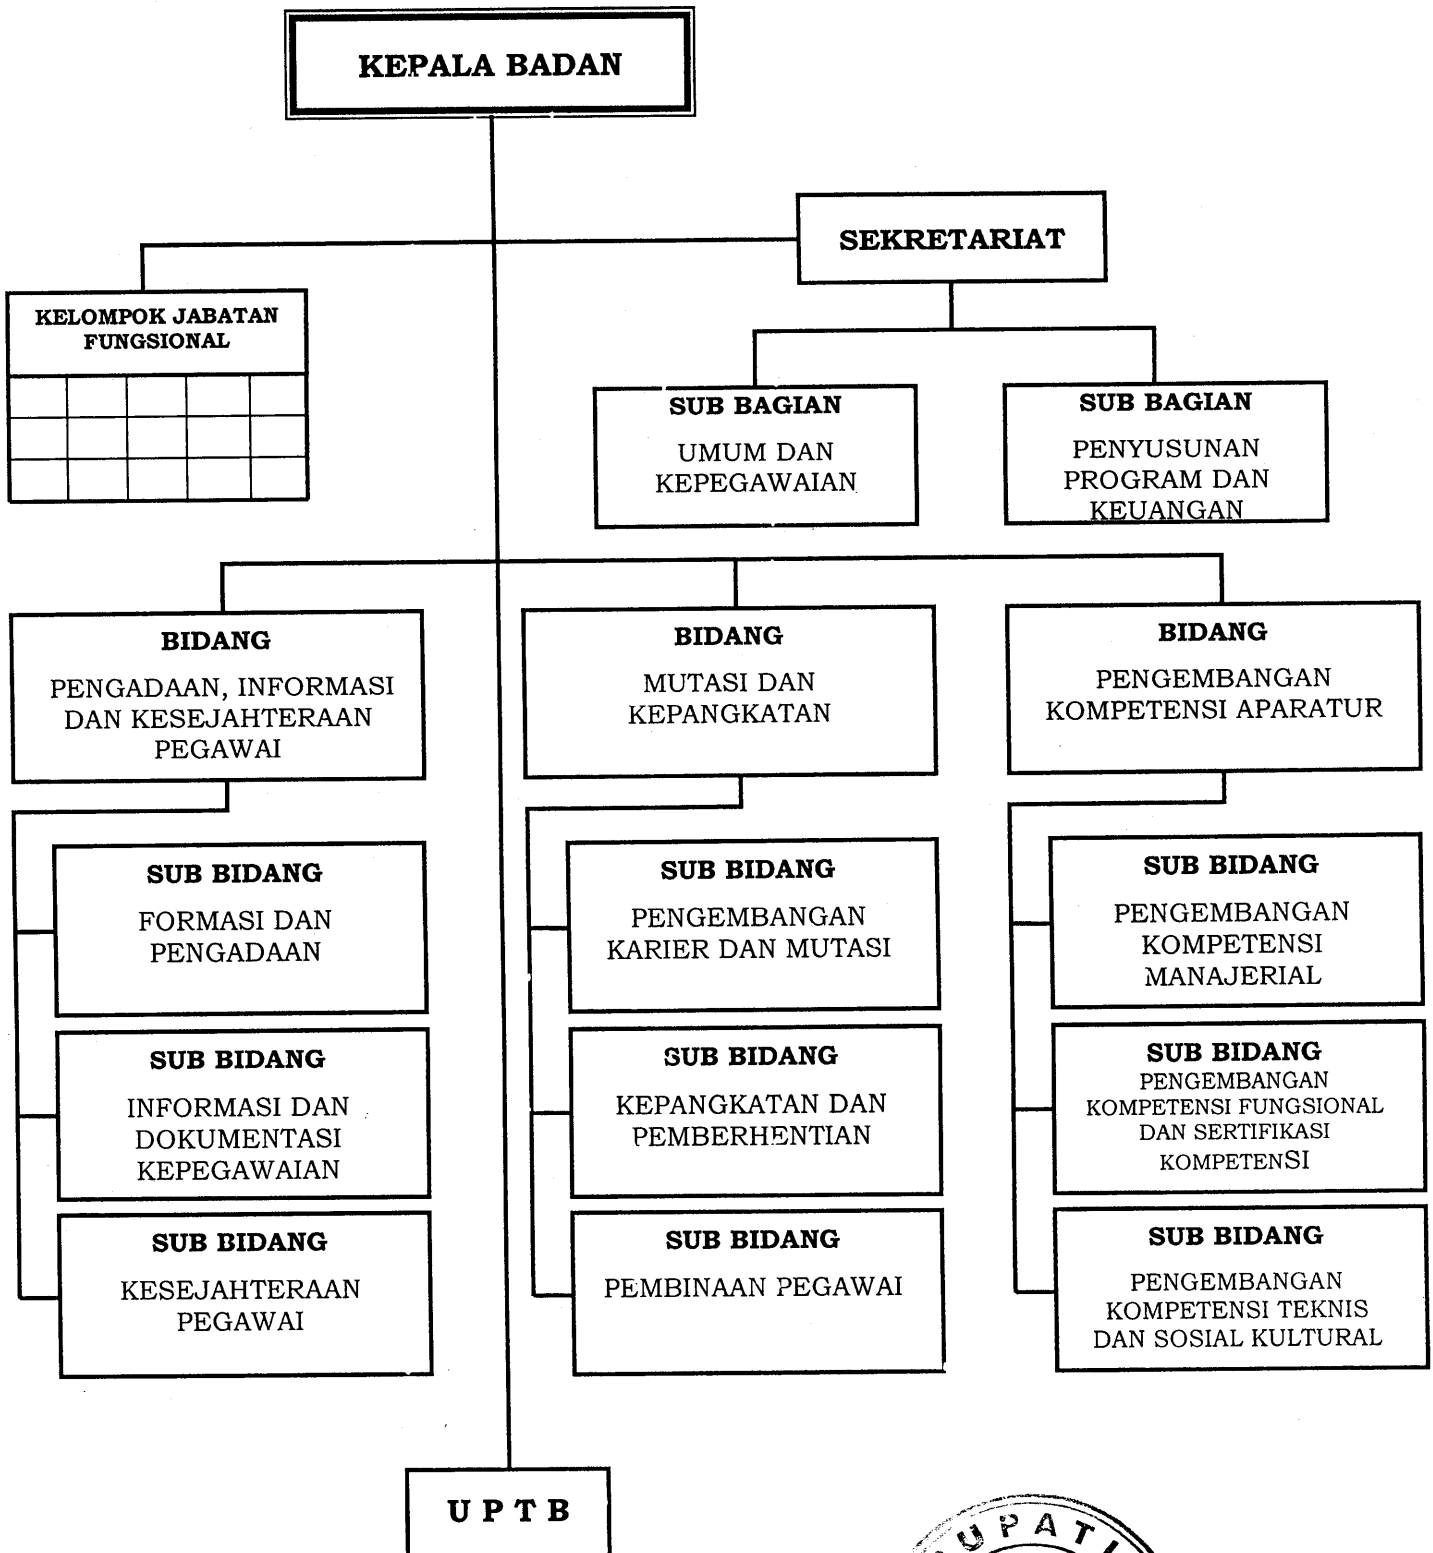 KEPALA BADAN
SEKRETARIAT
KELOMPOK JABATAN
FUNGSIONAL
SUB BAGIAN
UMUM DAN
KEPEGAWAIAN
SUB BAGIAN
PENYUSUNAN
PROGRAM DAN
KEUANGAN
BIDANG
PENGADAAN, INFORMASI
DAN KESEJAHTERAAN
PEGAWAI
BIDANG
MUTASI DAN
KEPANGKATAN
BIDANG
PENGEMBANGAN
KOMPETENSI APARATUR
SUB BIDANG
FORMASI DAN
PENGADAAN
SUB BIDANG
INFORMASI DAN
DOKUMENTASI
KEPEGAWAIAN
SUB BIDANG
KESEJAHTERAAN
PEGAWAI
SUB BIDANG
PENGEMBANGAN
KARIER DAN MUTASI
SUB BIDANG
KEPANGKATAN DAN
PEMBERHENTIAN
SUB BIDANG
PEMBINAAN PEGAWAI
SUB BIDANG
PENGEMBANGAN
KOMPETENSI
MANAJERIAL
SUB BIDANG
PENGEMBANGAN
KOMPETENSI FUNGSIONAL
DAN SERTIFIKASI
KOMPETENSI
SUB BIDANG
PENGEMBANGAN
KOMPETENSI TEKNIS
DAN SOSIAL KULTURAL
U P T B
UPATI